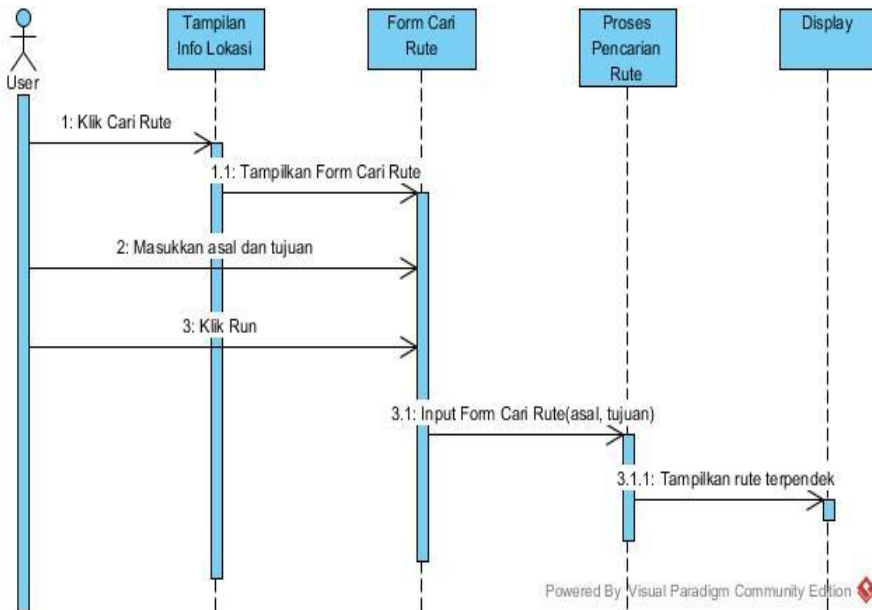 User
Tampilan
Info Lokasi
Form Cari
Rute
Proses
Pencarian
Rute
Display
1: Klik Cari Rute
1.1: Tampilkan Form Cari Rute
2: Masukkan asal dan tujuan
3: Klik Run
3.1: Input Form Cari Rute(asal, tujuan)
3.1.1: Tampilkan rute terpendek
Powered By Visual Paradigm Community Edition